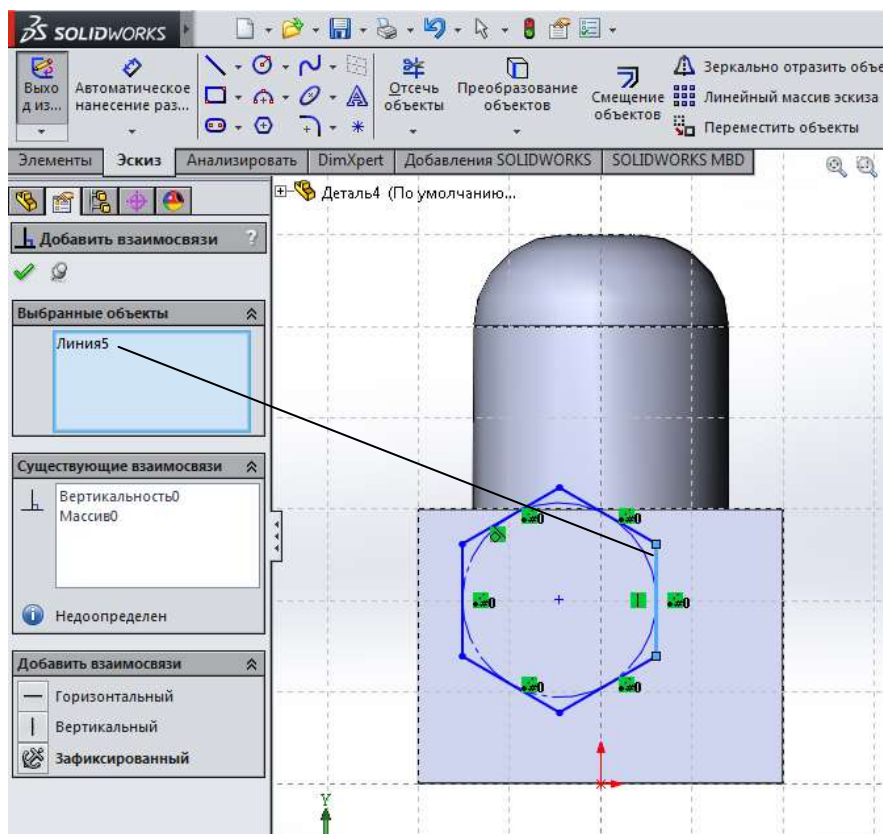 SOLIDWORKS
Выхо
д из...
Автоматическое
нанесение раз...
Отсечь
объекты
Преобразование
объектов
Смещение
объектов
Зеркально отразить объе
Линейный массив эскиза
Переместить объекты
Элементы Эскиз Анализировать DimXpert Добавления SOLIDWORKS SOLIDWORKS MBD
Деталь4 (По умолчанию...
Добавить взаимосвязи ?
Выбранные объекты
Линия5
Существующие взаимосвязи
Вертикальность0
Массив0
Недоопределен
Добавить взаимосвязи
Горизонтальный
Вертикальный
Зафиксированный
Y